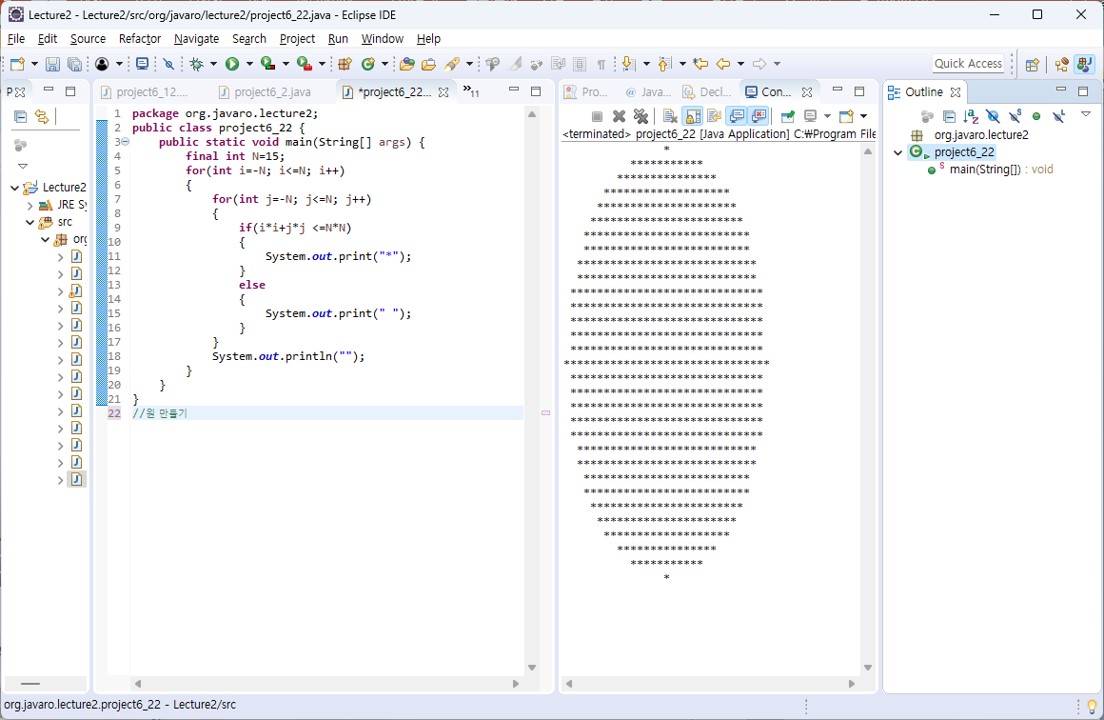 Lecture2 - Lecture2/src/org/javaro/lecture2/project6_22.java - Eclipse IDE
File Edit Source Refactor Navigate Search Project Run Window Help
Quick Access
P
project6_12....
project6_2.java
*project6_22...
»11
Pro...
Java...
Decl...
Con...
Outline
Lecture2
JRE Sy
src
org
1 package org.javaro.lecture2;
2 public class project6_22 {
3 public static void main(String[] args) {
4 final int N=15;
5 for(int i=-N; i<=N; i++)
6 {
7 for(int j=-N; j<=N; j++)
8 {
9 if(i*i+j*j <=N*N)
10 {
11 System.out.print("*");
12 }
13 else
14 {
15 System.out.print(" ");
16 }
17 }
18 System.out.println("");
19 }
20 }
21 }
22 //원 만들기
<terminated> project6_22 [Java Application] C:₩Program File
*
***********
***************
*******************
*********************
***********************
*************************
*************************
***************************
***************************
*****************************
*****************************
*****************************
*****************************
*****************************
*******************************
*****************************
*****************************
*****************************
*****************************
*****************************
***************************
***************************
*************************
*************************
***********************
*********************
*******************
***************
***********
*
org.javaro.lecture2
project6_22
main(String[]) : void
org.javaro.lecture2.project6_22 - Lecture2/src